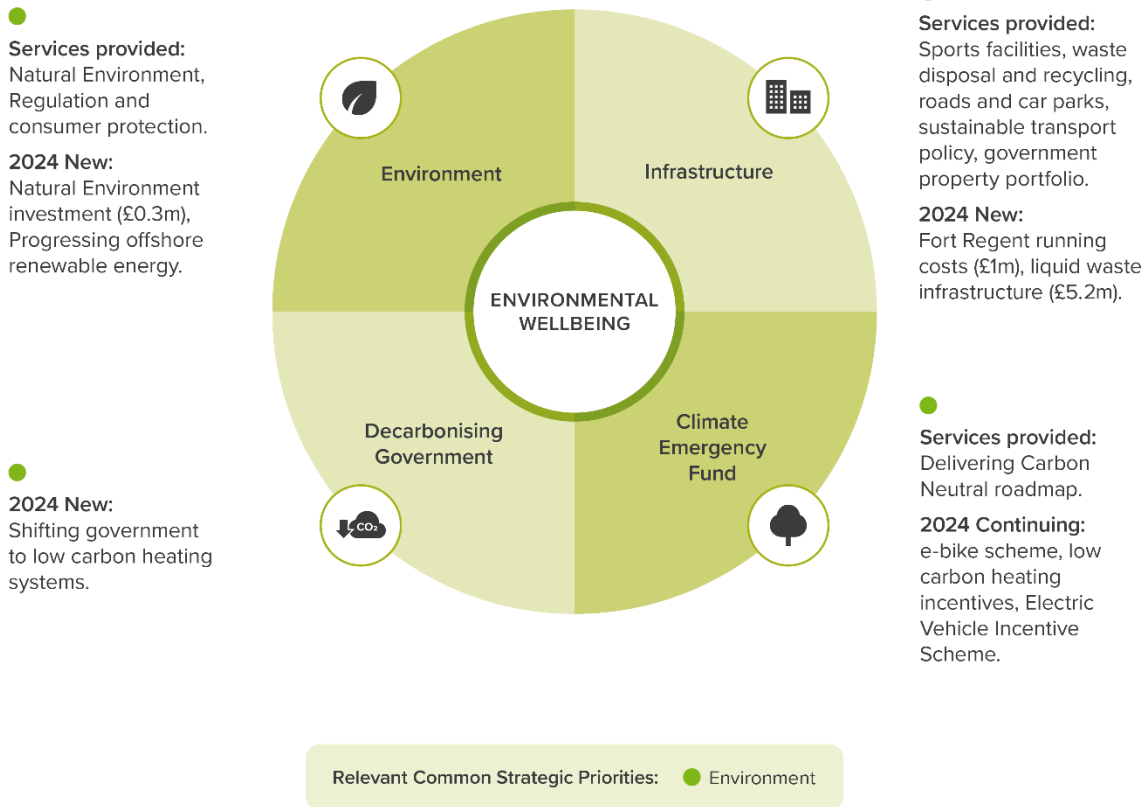 Services provided:
Natural Environment,
Regulation and
consumer protection.
2024 New:
Natural Environment
investment (£0.3m),
Progressing offshore
renewable energy.
Environment
Infrastructure
Services provided:
Sports facilities, waste
disposal and recycling,
roads and car parks,
sustainable transport
policy, government
property portfolio.
2024 New:
Fort Regent running
costs (£1m), liquid waste
infrastructure (£5.2m).
ENVIRONMENTAL
WELLBEING
2024 New:
Shifting government
to low carbon heating
systems.
Decarbonising
Government
CO₂
Climate
Emergency
Fund
Services provided:
Delivering Carbon
Neutral roadmap.
2024 Continuing:
e-bike scheme, low
carbon heating
incentives, Electric
Vehicle Incentive
Scheme.
Relevant Common Strategic Priorities: Environment